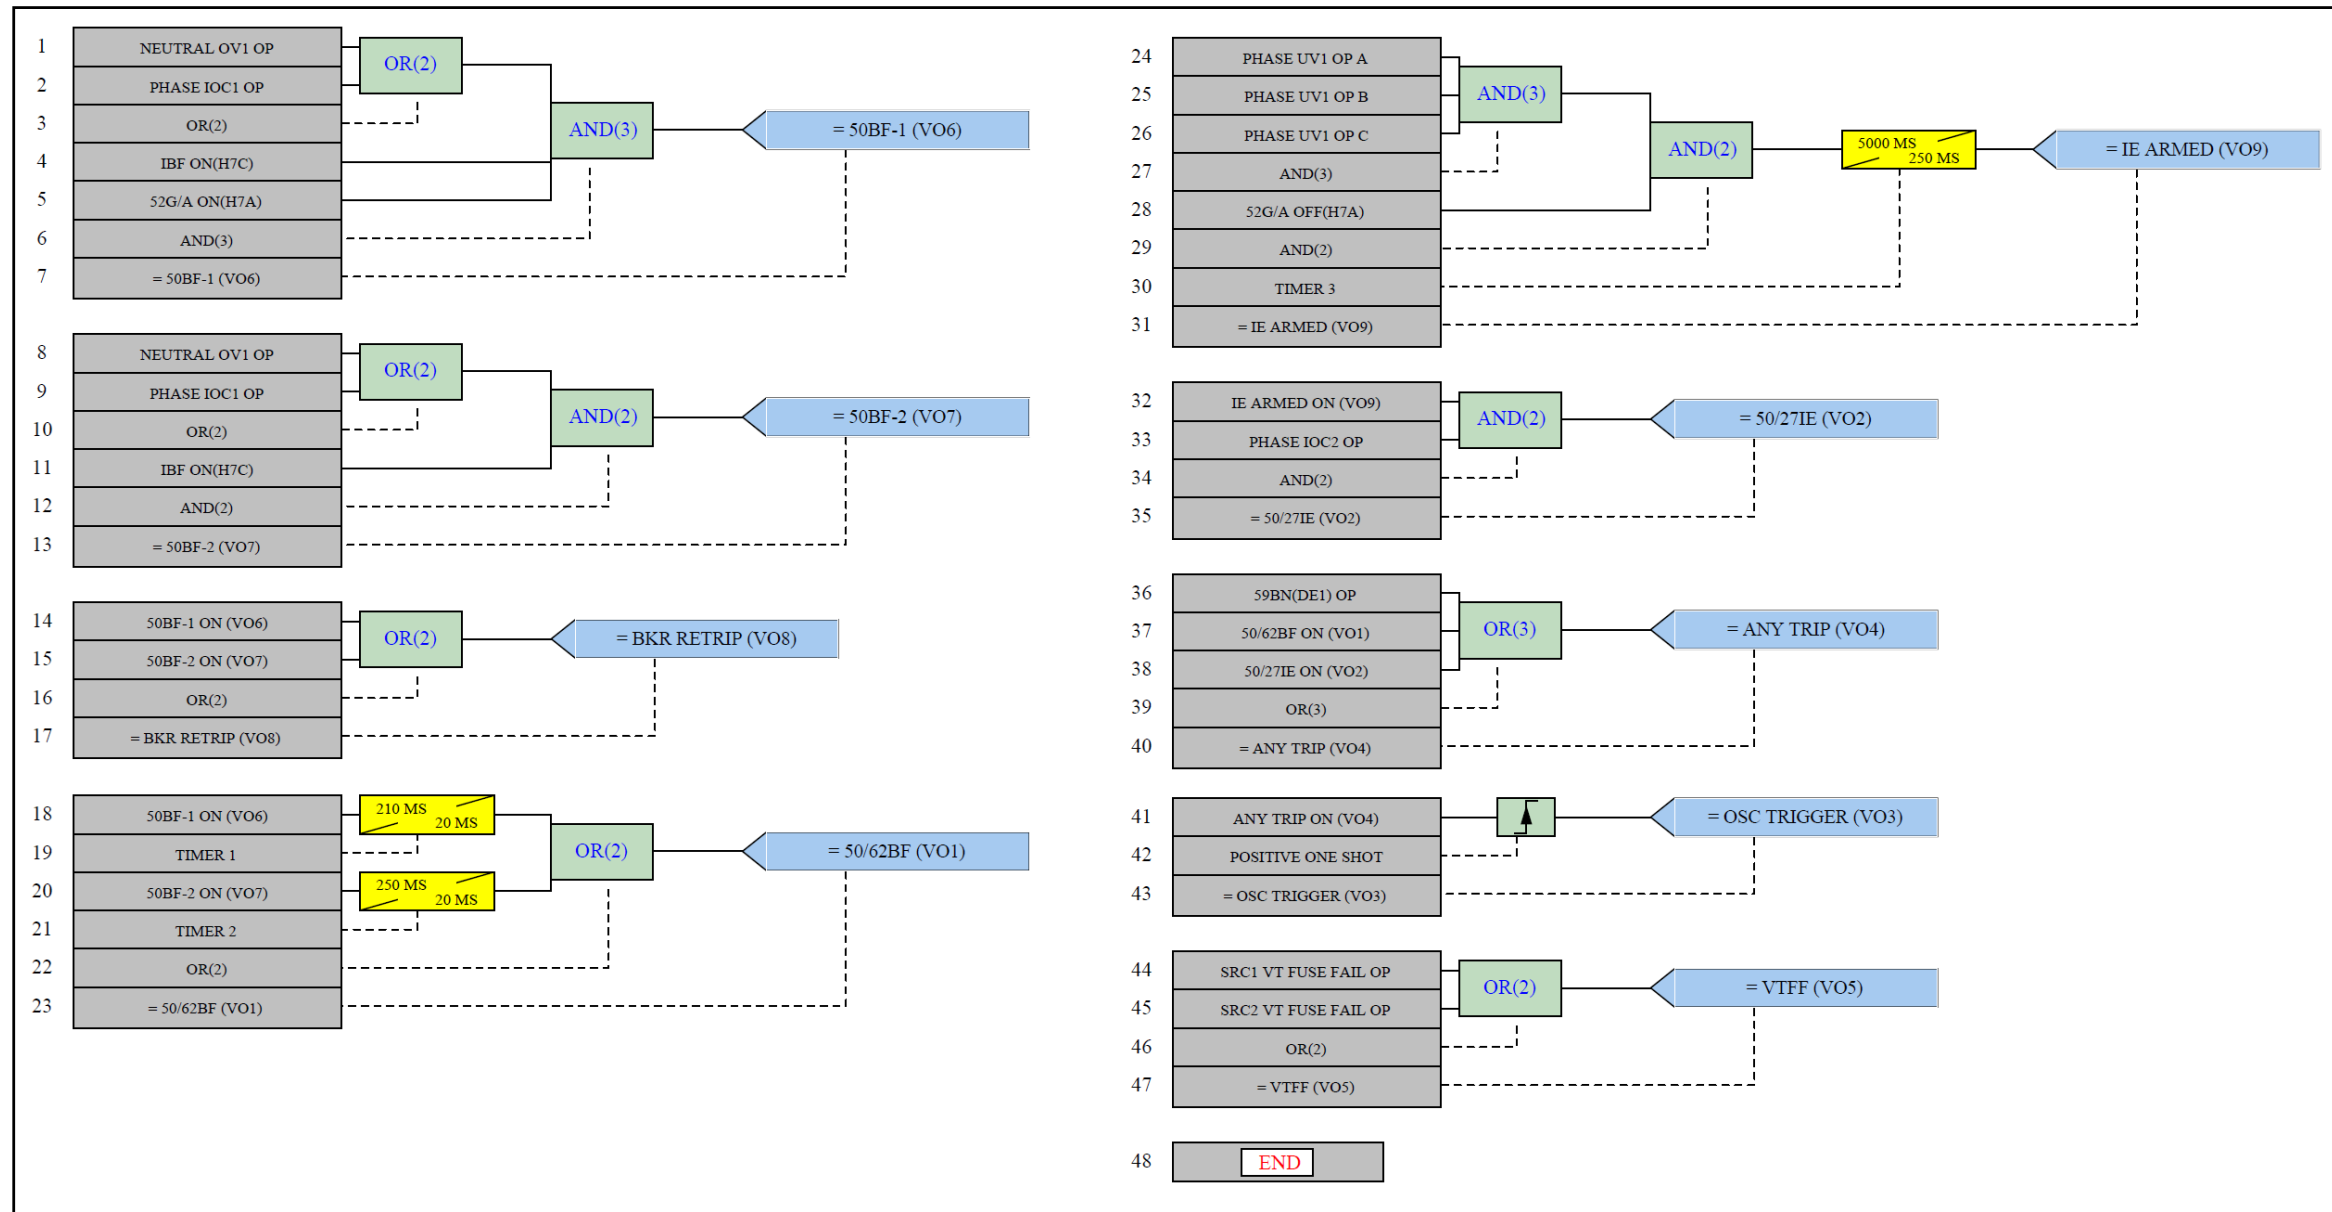 1 NEUTRAL OV1 OP
2 PHASE IOC1 OP
3 OR(2)
4 IBF ON(H7C)
5 52G/A ON(H7A)
6 AND(3)
7 = 50BF-1 (VO6)
OR(2)
AND(3)
= 50BF-1 (VO6)
8 NEUTRAL OV1 OP
9 PHASE IOC1 OP
10 OR(2)
11 IBF ON(H7C)
12 AND(2)
13 = 50BF-2 (VO7)
OR(2)
AND(2)
= 50BF-2 (VO7)
14 50BF-1 ON (VO6)
15 50BF-2 ON (VO7)
16 OR(2)
17 = BKR RETRIP (VO8)
OR(2)
= BKR RETRIP (VO8)
18 50BF-1 ON (VO6)
19 TIMER 1
20 50BF-2 ON (VO7)
21 TIMER 2
22 OR(2)
23 = 50/62BF (VO1)
210 MS
20 MS
250 MS
20 MS
OR(2)
= 50/62BF (VO1)
24 PHASE UV1 OP A
25 PHASE UV1 OP B
26 PHASE UV1 OP C
27 AND(3)
28 52G/A OFF(H7A)
29 AND(2)
30 TIMER 3
31 = IE ARMED (VO9)
AND(3)
AND(2)
5000 MS
250 MS
= IE ARMED (VO9)
32 IE ARMED ON (VO9)
33 PHASE IOC2 OP
34 AND(2)
35 = 50/27IE (VO2)
AND(2)
= 50/27IE (VO2)
36 59BN(DE1) OP
37 50/62BF ON (VO1)
38 50/27IE ON (VO2)
39 OR(3)
40 = ANY TRIP (VO4)
OR(3)
= ANY TRIP (VO4)
41 ANY TRIP ON (VO4)
42 POSITIVE ONE SHOT
43 = OSC TRIGGER (VO3)
= OSC TRIGGER (VO3)
44 SRC1 VT FUSE FAIL OP
45 SRC2 VT FUSE FAIL OP
46 OR(2)
47 = VTFF (VO5)
OR(2)
= VTFF (VO5)
48 END